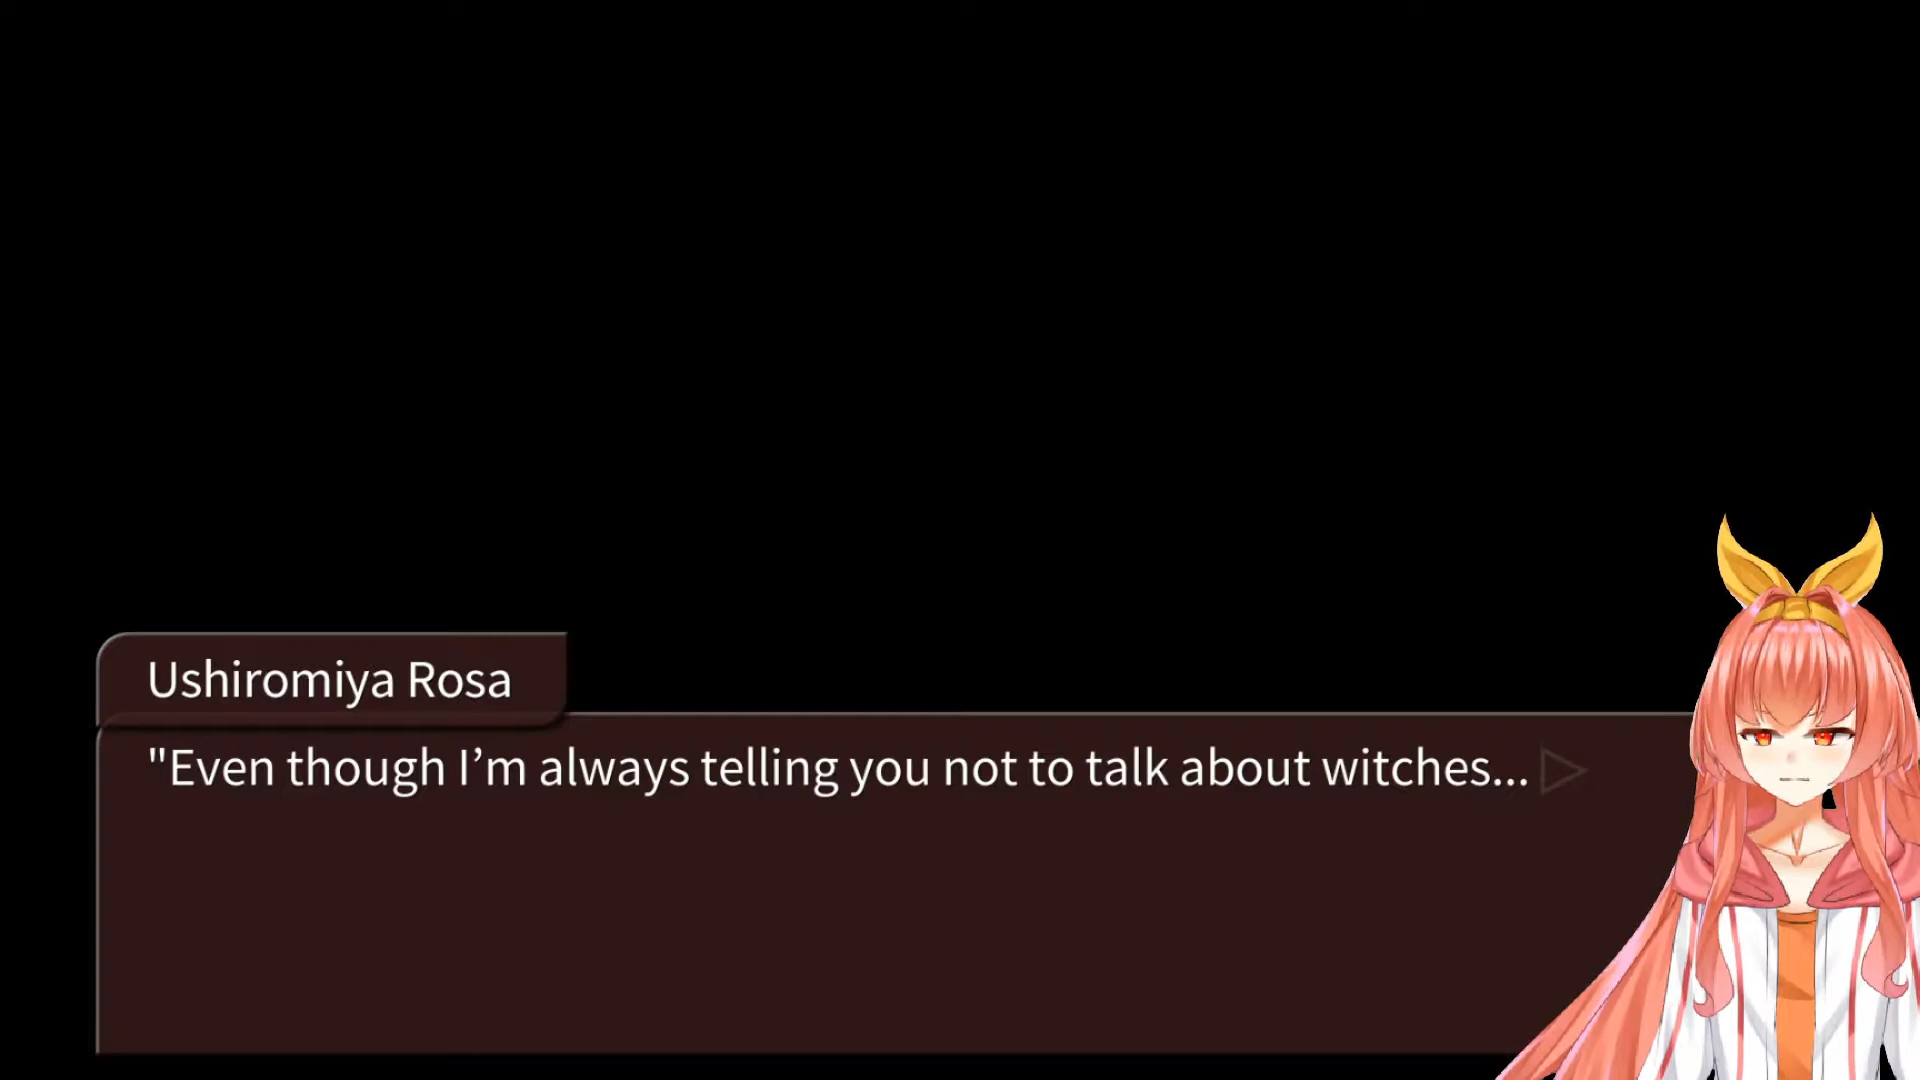 Ushiromiya Rosa
"Even though I’m always telling you not to talk about witches...